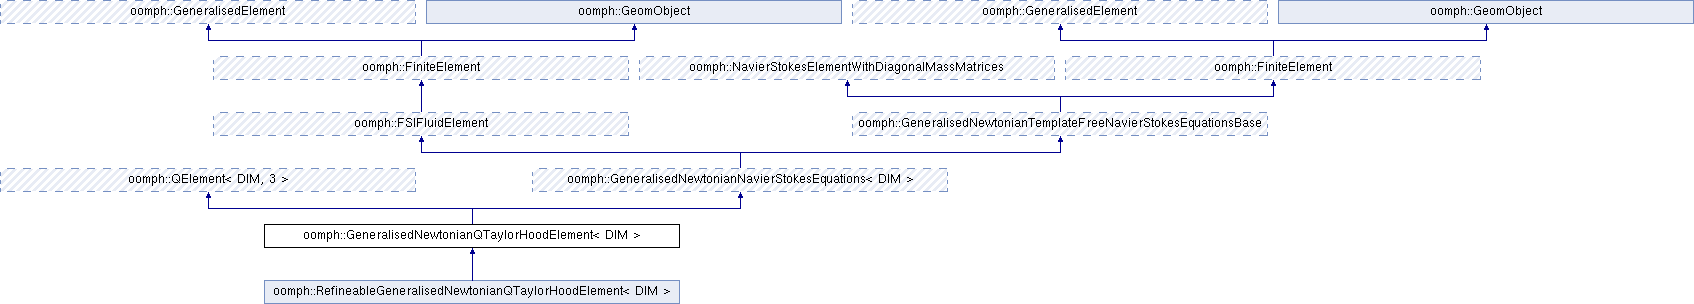 oomph::GeneralisedElement
oomph::GeomObject
oomph::GeneralisedElement
oomph::GeomObject
oomph::FiniteElement
oomph::NavierStokesElementWithDiagonalMassMatrices
oomph::FiniteElement
oomph::FSIFluidElement
oomph::GeneralisedNewtonianTemplateFreeNavierStokesEquationsBase
oomph::QElement< DIM, 3 >
oomph::GeneralisedNewtonianNavierStokesEquations< DIM >
oomph::GeneralisedNewtonianQTaylorHoodElement< DIM >
oomph::RefineableGeneralisedNewtonianQTaylorHoodElement< DIM >